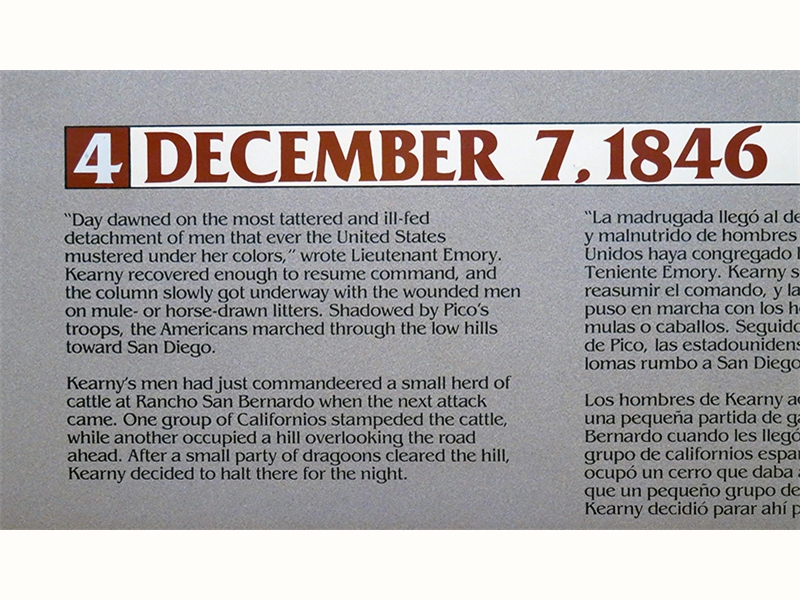 4 DECEMBER 7, 1846
"Day dawned on the most tattered and ill-fed
detachment of men that ever the United States
mustered under her colors," wrote Lieutenant Emory.
Kearny recovered enough to resume command, and
the column slowly got underway with the wounded men
on mule- or horse-drawn litters. Shadowed by Pico's
troops, the Americans marched through the low hills
toward San Diego.
Kearny's men had just commandeered a small herd of
cattle at Rancho San Bernardo when the next attack
came. One group of Californios stampeded the cattle,
while another occupied a hill overlooking the road
ahead. After a small party of dragoons cleared the hill,
Kearny decided to halt there for the night.
"La madrugada llegó al
y malnutrido de hombres
Unidos haya congregado
Teniente Emory. Kearny
reasumir el comando, y
puso en marcha con los
mulas o caballos.
de Pico, las
lomas rumbo a San Diego
Los hombres de Kearny
una pequeña partida de
Bernardo cuando les
grupo de californios
ocupó un cerro que daba
que un pequeño grupo
Kearny decidió parar ahí